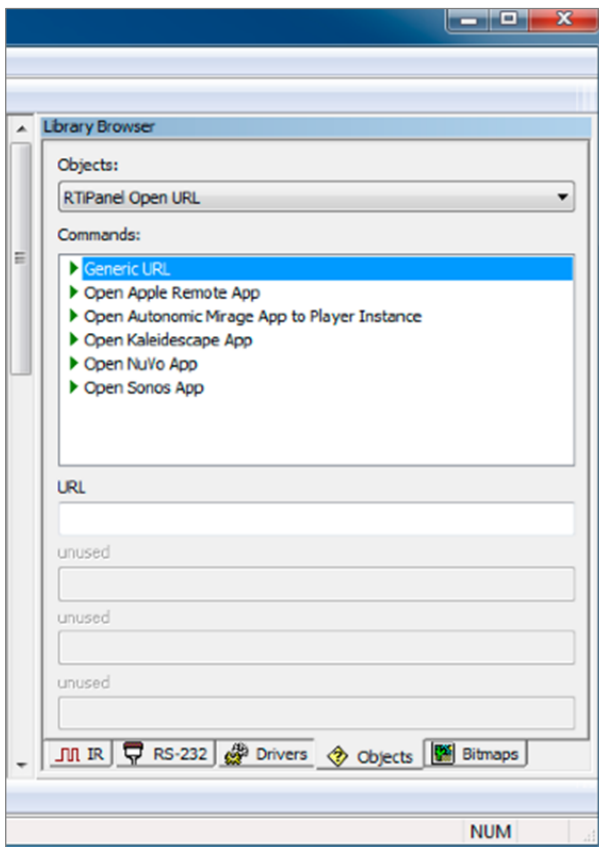 Library Browser
Objects:
RTiPanel Open URL
Commands:
Generic URL
Open Apple Remote App
Open Autonomic Mirage App to Player Instance
Open Kaleidescape App
Open NuVo App
Open Sonos App
URL
unused
unused
unused
IR RS-232 Drivers Objects Bitmaps
NUM